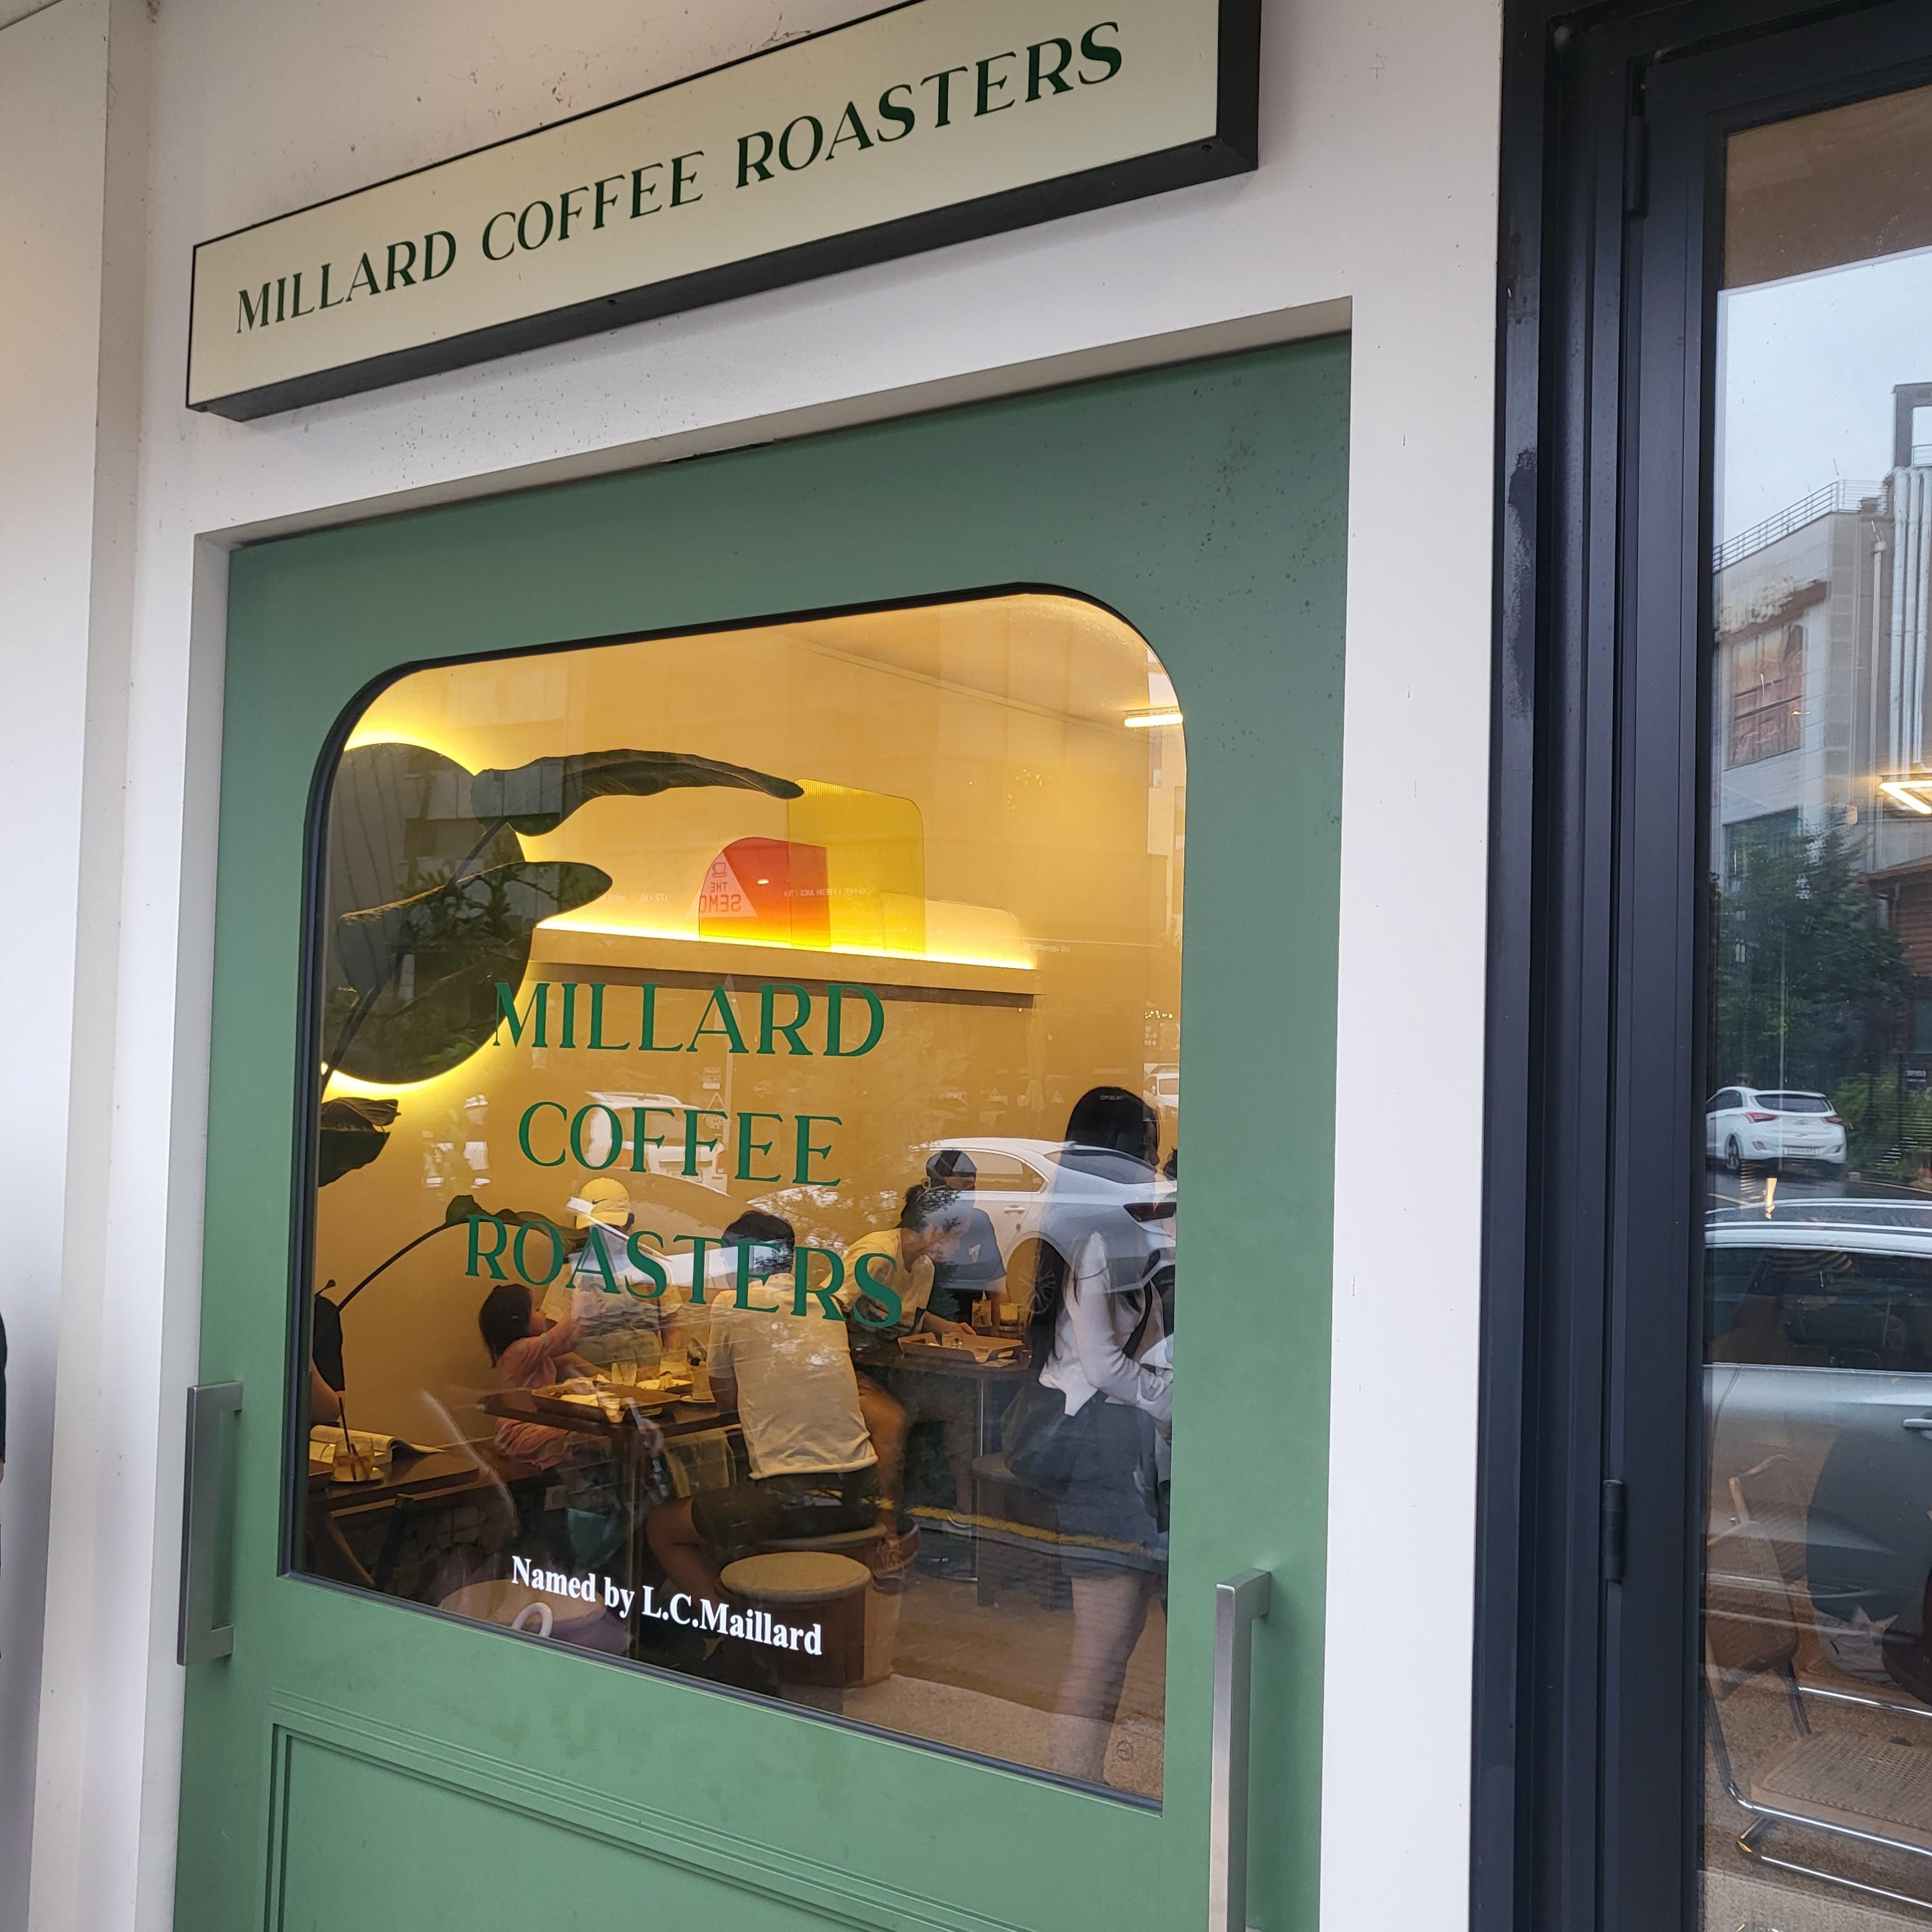 MILLARD COFFEE ROASTERS
MILLARD
COFFEE
ROASTERS
Named by L.C.Maillard